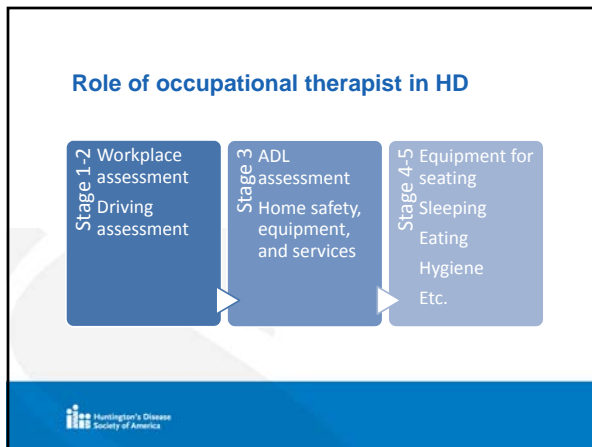 Role of occupational therapist in HD
Stage 1-2
Workplace
assessment
Driving
assessment
Stage 3
ADL
assessment
Home safety,
equipment,
and services
Stage 4-5
Equipment for
seating
Sleeping
Eating
Hygiene
Etc.
Huntington's Disease
Society of America